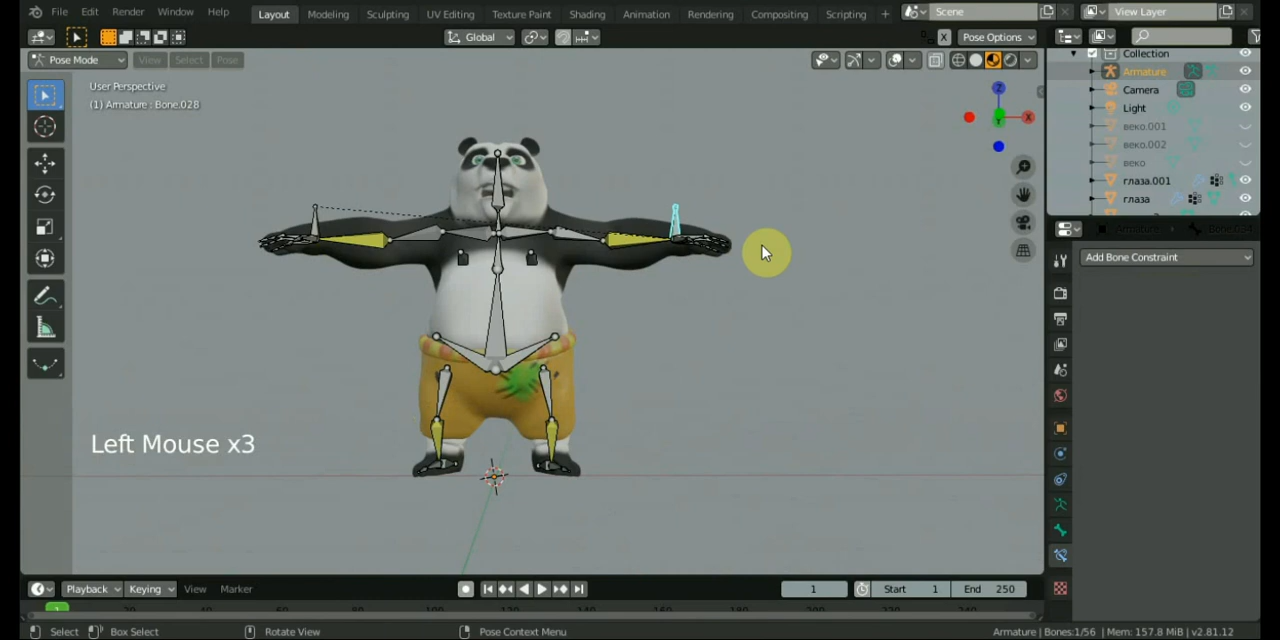 File Edit Render Window Help Layout Modeling Sculpting UV Editing Texture Paint Shading Animation Rendering Compositing Scripting + Scene View Layer
Global Pose Options
Pose Mode View Select Pose
User Perspective
(1) Armature : Bone.028
Z
X
Y
Collection
Armature
Camera
Light
веко.001
веко.002
веко
глаза.001
глаза
Armature
Add Bone Constraint
Left Mouse x3
Playback Keying View Marker 1 Start 1 End 250
1
Select Box Select Rotate View Pose Context Menu Armature | Bones:1/56 | Mem: 157.8 MiB | v2.81.12